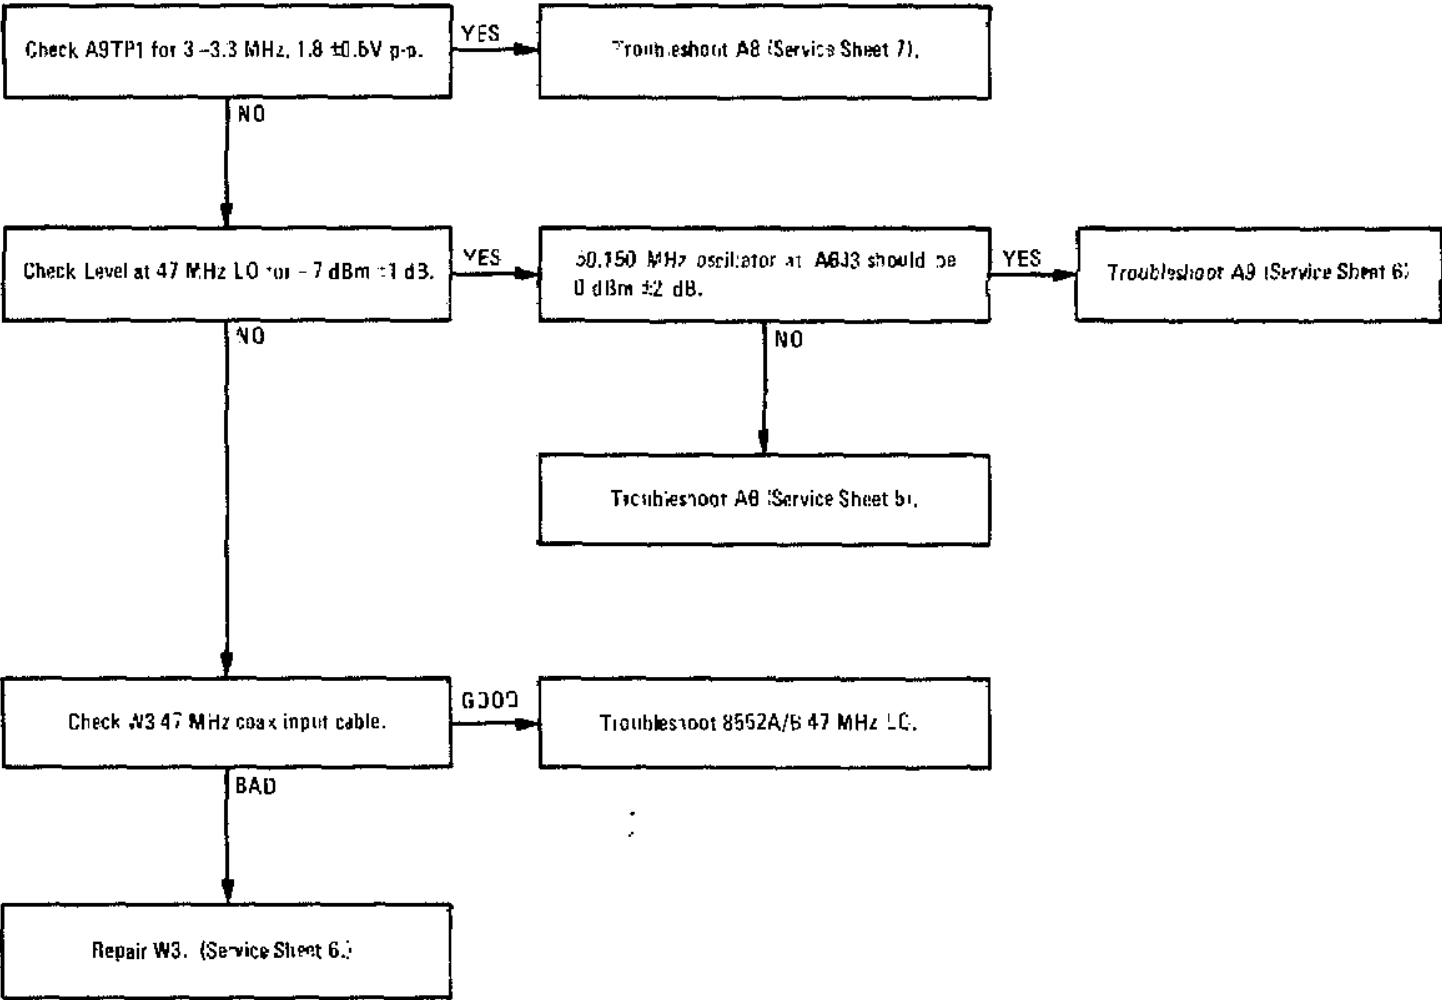 Check A9TP1 for 3–3.3 MHz, 1.8 ±0.5V p-p.
YES
Troubleshoot A8 (Service Sheet 7).
NO
Check Level at 47 MHz LO for –7 dBm ±1 dB.
YES
50.150 MHz oscillator at A6J3 should be
0 dBm ±2 dB.
YES
Troubleshoot A9 (Service Sheet 6)
NO
NO
Troubleshoot A6 (Service Sheet 5).
Check W3 47 MHz coax input cable.
GOOD
Troubleshoot 8552A/B 47 MHz LO.
BAD
Repair W3. (Service Sheet 6.)